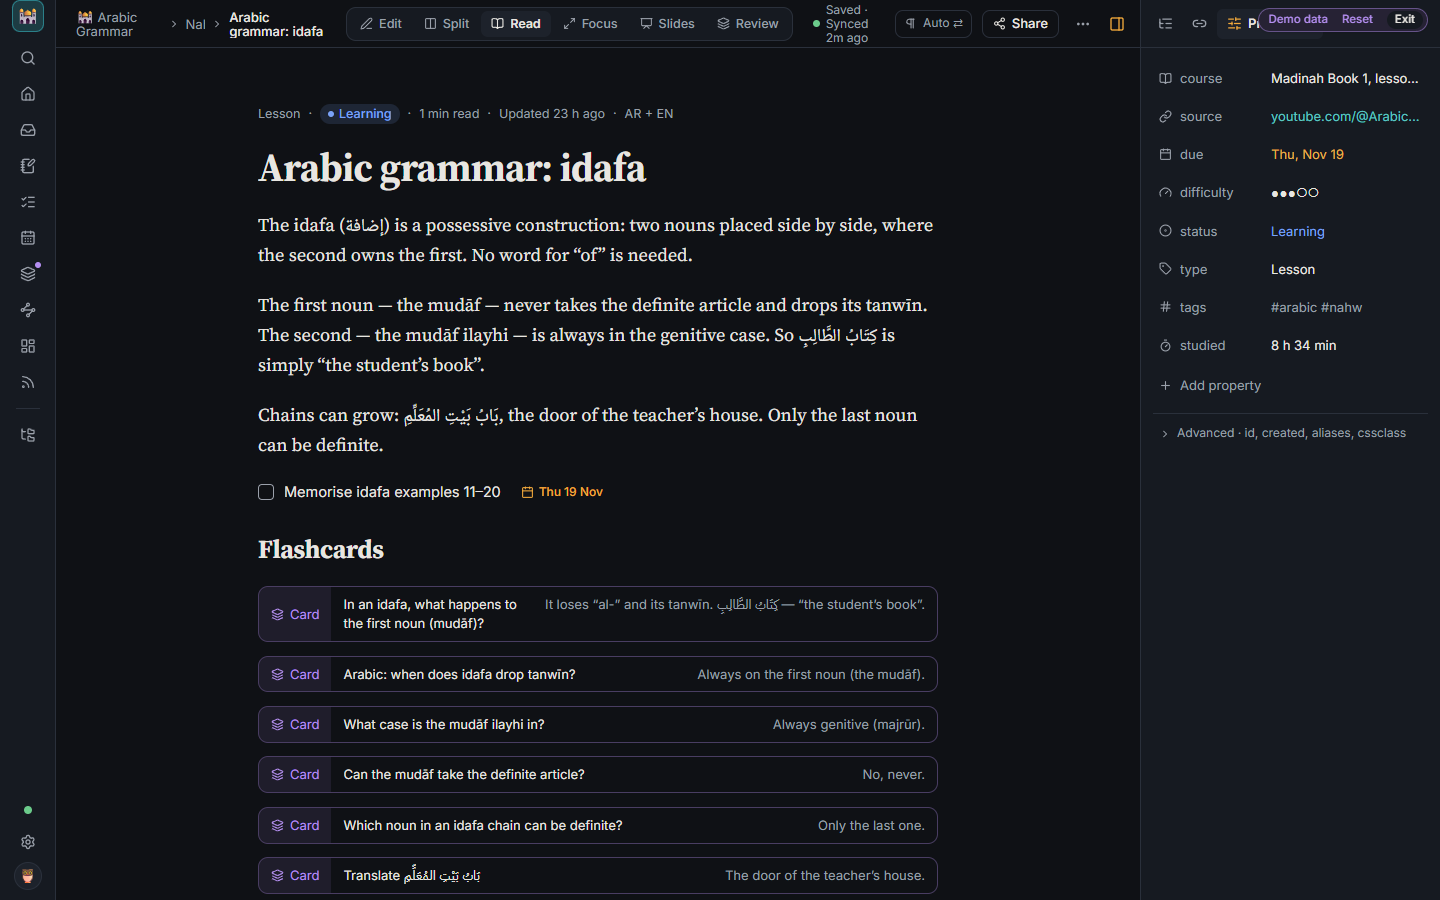 Arabic Grammar
Nal
Arabic grammar: idafa
Edit
Split
Read
Focus
Slides
Review
Saved ·
Synced
2m ago
Auto
Share
Demo data
Reset
Exit
Lesson · Learning · 1 min read · Updated 23 h ago · AR + EN
Arabic grammar: idafa
The idafa (إضافة) is a possessive construction: two nouns placed side by side, where
the second owns the first. No word for “of” is needed.
The first noun — the mudāf — never takes the definite article and drops its tanwīn.
The second — the mudāf ilayhi — is always in the genitive case. So كِتَابُ الطَّالِبِ is
simply “the student’s book”.
Chains can grow: بَابُ بَيْتِ المُعَلِّمِ, the door of the teacher’s house. Only the last noun
can be definite.
Memorise idafa examples 11–20
Thu 19 Nov
Flashcards
Card
In an idafa, what happens to
the first noun (mudāf)?
It loses “al-” and its tanwīn. كِتَابُ الطَّالِبِ — “the student’s book”.
Card
Arabic: when does idafa drop tanwīn?
Always on the first noun (the mudāf).
Card
What case is the mudāf ilayhi in?
Always genitive (majrūr).
Card
Can the mudāf take the definite article?
No, never.
Card
Which noun in an idafa chain can be definite?
Only the last one.
Card
Translate بَابُ بَيْتِ المُعَلِّمِ
The door of the teacher’s house.
course
Madinah Book 1, lesso...
source
youtube.com/@Arabic...
due
Thu, Nov 19
difficulty
status
Learning
type
Lesson
tags
#arabic #nahw
studied
8 h 34 min
Add property
Advanced · id, created, aliases, cssclass